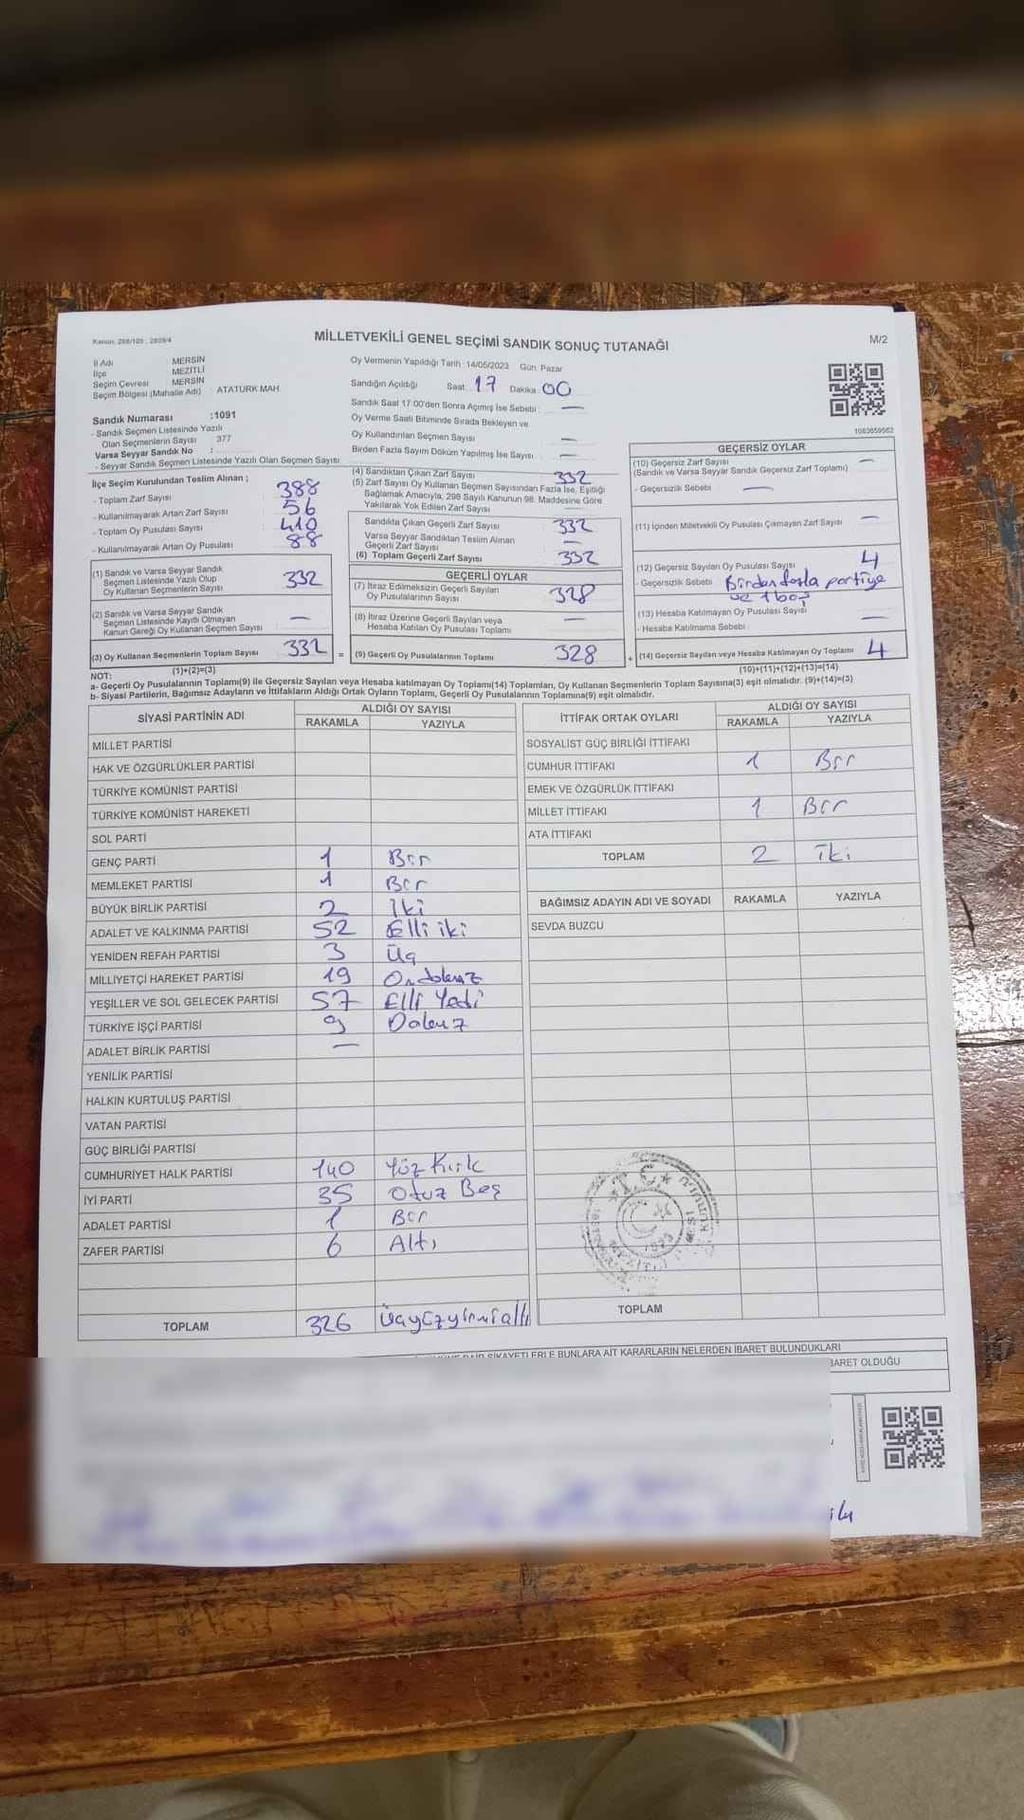 Kanun: 298/105 , 2839/4
MİLLETVEKİLİ GENEL SEÇİMİ SANDIK SONUÇ TUTANAĞI
M/2
İl Adı MERSİN
İlçe MEZİTLİ
Seçim Çevresi MERSİN
Seçim Bölgesi (Mahalle Adı) ATATÜRK MAH
Sandık Numarası :1091
- Sandık Seçmen Listesinde Yazılı
Olan Seçmenlerin Sayısı 377
Varsa Seyyar Sandık No :
- Seyyar Sandık Seçmen Listesinde Yazılı Olan Seçmen Sayısı
Oy Vermenin Yapıldığı Tarih 14/05/2023 Gün Pazar
Sandığın Açıldığı Saat 17 Dakika 00
Sandık Saat 17:00'den Sonra Açılmış İse Sebebi : —
Oy Verme Saati Bitiminde Sırada Bekleyen ve
Oy Kullandırılan Seçmen Sayısı —
Birden Fazla Sayım Döküm Yapılmış İse Sayısı —
1083659562
İlçe Seçim Kurulundan Teslim Alınan ;
- Toplam Zarf Sayısı 388
- Kullanılmayarak Artan Zarf Sayısı 56
- Toplam Oy Pusulası Sayısı 410
- Kullanılmayarak Artan Oy Pusulası 88
(1) Sandık ve Varsa Seyyar Sandık
Seçmen Listesinde Yazılı Olup
Oy Kullanan Seçmenlerin Sayısı 332
(2) Sandık ve Varsa Seyyar Sandık
Seçmen Listesinde Kayıtlı Olmayan
Kanun Gereği Oy Kullanan Seçmen Sayısı —
(3) Oy Kullanan Seçmenlerin Toplam Sayısı 332 =
(4) Sandıktan Çıkan Zarf Sayısı 332
(5) Zarf Sayısı Oy Kullanan Seçmen Sayısından Fazla İse, Eşitliği
Sağlamak Amacıyla, 298 Sayılı Kanunun 98. Maddesine Göre
Yakılarak Yok Edilen Zarf Sayısı —
Sandıkta Çıkan Geçerli Zarf Sayısı 332
Varsa Seyyar Sandıktan Teslim Alınan
Geçerli Zarf Sayısı —
(6) Toplam Geçerli Zarf Sayısı 332
GEÇERLİ OYLAR
(7) İtiraz Edilmeksizin Geçerli Sayılan
Oy Pusulalarının Sayısı 328
(8) İtiraz Üzerine Geçerli Sayılan veya
Hesaba Katılan Oy Pusulası Toplamı —
(9) Geçerli Oy Pusulalarının Toplamı 328 +
GEÇERSİZ OYLAR
(10) Geçersiz Zarf Sayısı —
(Sandık ve Varsa Seyyar Sandık Geçersiz Zarf Toplamı)
- Geçersizlik Sebebi —
(11) İçinden Milletvekili Oy Pusulası Çıkmayan Zarf Sayısı —
(12) Geçersiz Sayılan Oy Pusulası Sayısı 4
- Geçersizlik Sebebi Birden fazla partiye
ve 1 boş
(13) Hesaba Katılmayan Oy Pusulası Sayısı —
- Hesaba Katılmama Sebebi
(14) Geçersiz Sayılan veya Hesaba Katılmayan Oy Toplamı 4
NOT: (1)+(2)=(3) (10)+(11)+(12)+(13)=(14)
a- Geçerli Oy Pusulalarının Toplamı(9) ile Geçersiz Sayılan veya Hesaba katılmayan Oy Toplamı(14) Toplamları, Oy Kullanan Seçmenlerin Toplam Sayısına(3) eşit olmalıdır. (9)+(14)=(3)
b- Siyasi Partilerin, Bağımsız Adayların ve İttifakların Aldığı Ortak Oyların Toplamı, Geçerli Oy Pusulalarının Toplamına(9) eşit olmalıdır.
SİYASİ PARTİNİN ADI ALDIĞI OY SAYISI
RAKAMLA YAZIYLA
MİLLET PARTİSİ
HAK VE ÖZGÜRLÜKLER PARTİSİ
TÜRKİYE KOMÜNİST PARTİSİ
TÜRKİYE KOMÜNİST HAREKETİ
SOL PARTİ
GENÇ PARTİ 1 Bir
MEMLEKET PARTİSİ 1 Bir
BÜYÜK BİRLİK PARTİSİ 2 İki
ADALET VE KALKINMA PARTİSİ 52 Elli iki
YENİDEN REFAH PARTİSİ 3 Üç
MİLLİYETÇİ HAREKET PARTİSİ 19 Ondokuz
YEŞİLLER VE SOL GELECEK PARTİSİ 57 Elli Yedi
TÜRKİYE İŞÇİ PARTİSİ 9 Dokuz
ADALET BİRLİK PARTİSİ —
YENİLİK PARTİSİ
HALKIN KURTULUŞ PARTİSİ
VATAN PARTİSİ
GÜÇ BİRLİĞİ PARTİSİ
CUMHURİYET HALK PARTİSİ 140 Yüz Kırk
İYİ PARTİ 35 Otuz Beş
ADALET PARTİSİ 1 Bir
ZAFER PARTİSİ 6 Altı
TOPLAM 326 Üçyüzyirmialtı
İTTİFAK ORTAK OYLARI ALDIĞI OY SAYISI
RAKAMLA YAZIYLA
SOSYALİST GÜÇ BİRLİĞİ İTTİFAKI
CUMHUR İTTİFAKI 1 Bir
EMEK VE ÖZGÜRLÜK İTTİFAKI
MİLLET İTTİFAKI 1 Bir
ATA İTTİFAKI
TOPLAM 2 İki
BAĞIMSIZ ADAYIN ADI VE SOYADI RAKAMLA YAZIYLA
SEVDA BUZCU
T.C.
TOPLAM
ŞİKAYETLERLE BUNLARA AİT KARARLARIN NELERDEN İBARET BULUNDUKLARI
BARET OLDUĞU